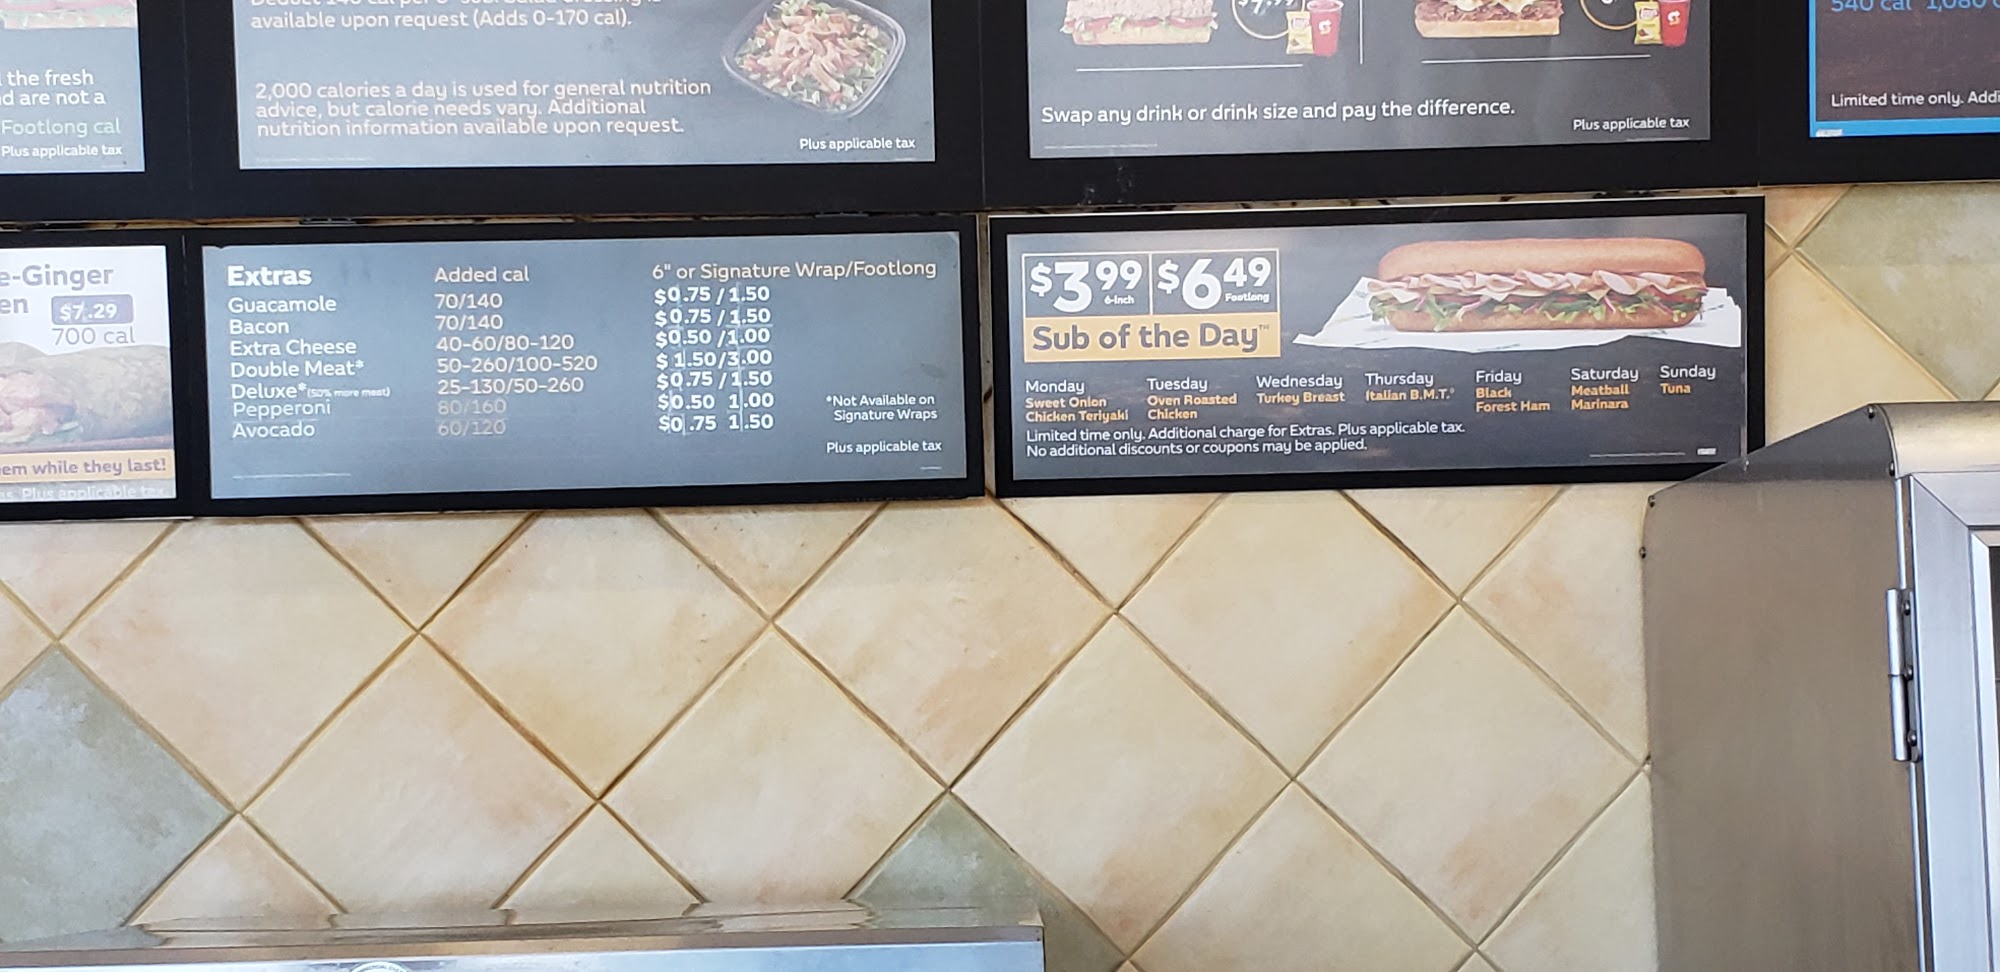 the fresh
d are not a
Footlong cal
Plus applicable tax
available upon request (Adds 0-170 cal).
2,000 calories a day is used for general nutrition
advice, but calorie needs vary. Additional
nutrition information available upon request.
Plus applicable tax
Swap any drink or drink size and pay the difference.
Plus applicable tax
540 cal
Limited time only.
e-Ginger
en $7.29
700 cal
em while they last!
Plus applicable tax
Extras Added cal 6" or Signature Wrap/Footlong
Guacamole 70/140 $0.75 / 1.50
Bacon 70/140 $0.75 / 1.50
Extra Cheese 40-60/80-120 $0.50 / 1.00
Double Meat* 50-260/100-520 $1.50/3.00
Deluxe* (50% more meat) 25-130/50-260 $0.75 / 1.50
Pepperoni 80/160 $0.50 1.00
Avocado 60/120 $0.75 1.50
*Not Available on
Signature Wraps
Plus applicable tax
$3.99 6-inch $6.49 Footlong
Sub of the Day™
Monday
Sweet Onion
Chicken Teriyaki
Tuesday
Oven Roasted
Chicken
Wednesday
Turkey Breast
Thursday
Italian B.M.T.®
Friday
Black
Forest Ham
Saturday
Meatball
Marinara
Sunday
Tuna
Limited time only. Additional charge for Extras. Plus applicable tax.
No additional discounts or coupons may be applied.